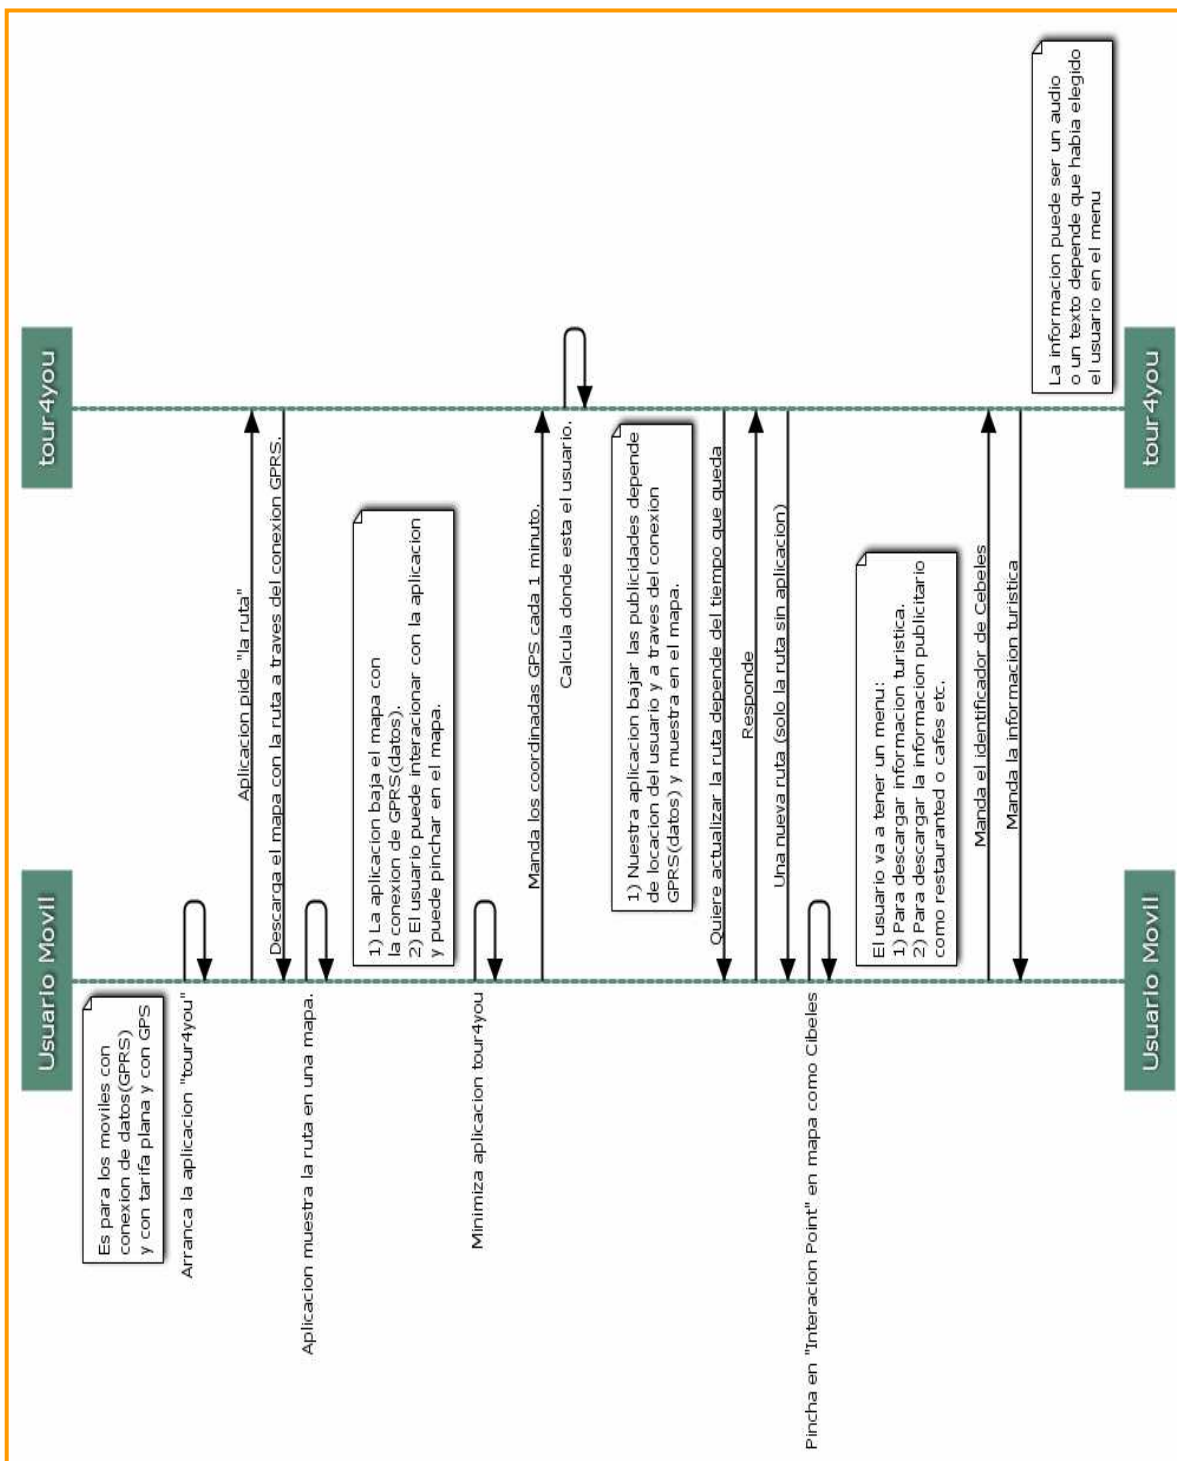 Usuario Movil
tour4you
Es para los moviles con
conexion de datos(GPRS)
y con tarifa plana y con GPS
Arranca la aplicacion "tour4you"
Aplicacion pide "la ruta"
Descarga el mapa con la ruta a traves del conexion GPRS.
Aplicacion muestra la ruta en una mapa.
1) La aplicacion baja el mapa con
la conexion de GPRS(datos).
2) El usuario puede interacionar con la aplicacion
y puede pinchar en el mapa.
Minimiza aplicacion tour4you
Manda los coordinadas GPS cada 1 minuto.
Calcula donde esta el usuario.
1) Nuestra aplicacion bajar las publicidades depende
de locacion del usuario y a traves del conexion
GPRS(datos) y muestra en el mapa.
Quiere actualizar la ruta depende del tiempo que queda
Responde
Una nueva ruta (solo la ruta sin aplicacion)
Pincha en "Interacion Point" en mapa como Cibeles
El usuario va a tener un menu:
1) Para descargar informacion turistica.
2) Para descargar la informacion publicitario
como restauranted o cafes etc.
Manda el identificador de Cebeles
Manda la informacion turistica
La informacion puede ser un audio
o un texto depende que habia elegido
el usuario en el menu
Usuario Movil
tour4you